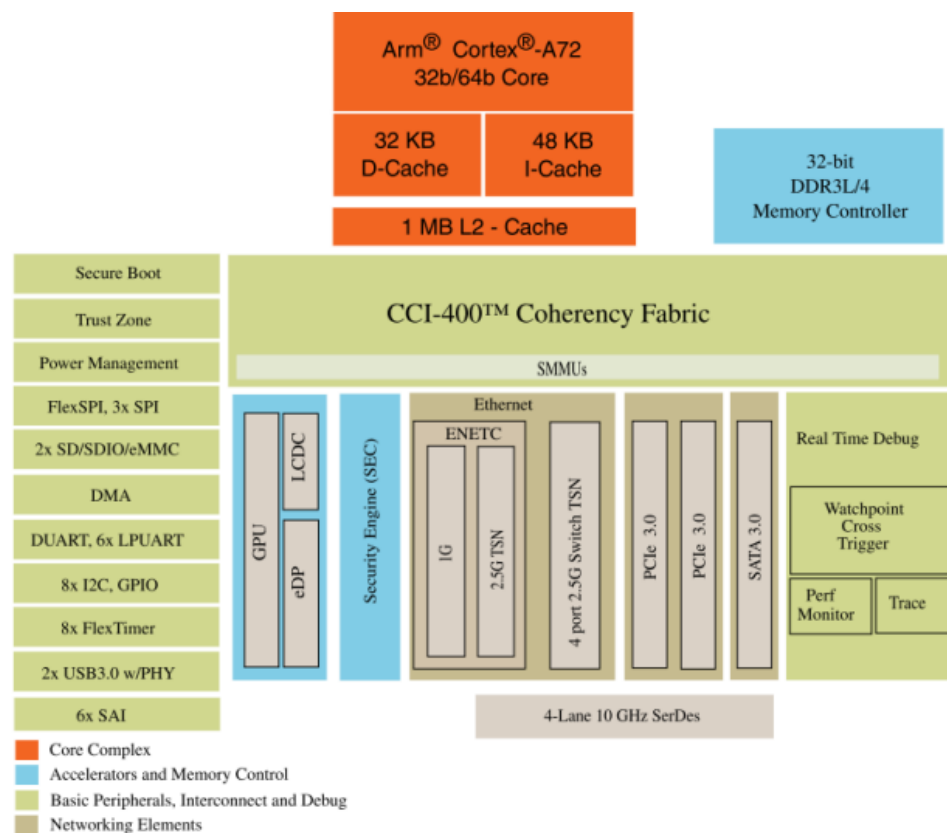 Arm® Cortex®-A72
32b/64b Core
32 KB
D-Cache
48 KB
I-Cache
1 MB L2 - Cache
32-bit
DDR3L/4
Memory Controller
Secure Boot
Trust Zone
Power Management
FlexSPI, 3x SPI
2x SD/SDIO/eMMC
DMA
DUART, 6x LPUART
8x I2C, GPIO
8x FlexTimer
2x USB3.0 w/PHY
6x SAI
CCI-400™ Coherency Fabric
SMMUs
GPU
LCDC
eDP
Security Engine (SEC)
Ethernet
ENETC
1G
2.5G TSN
4 port 2.5G Switch TSN
PCIe 3.0
PCIe 3.0
SATA 3.0
Real Time Debug
Watchpoint
Cross
Trigger
Perf
Monitor
Trace
4-Lane 10 GHz SerDes
Core Complex
Accelerators and Memory Control
Basic Peripherals, Interconnect and Debug
Networking Elements